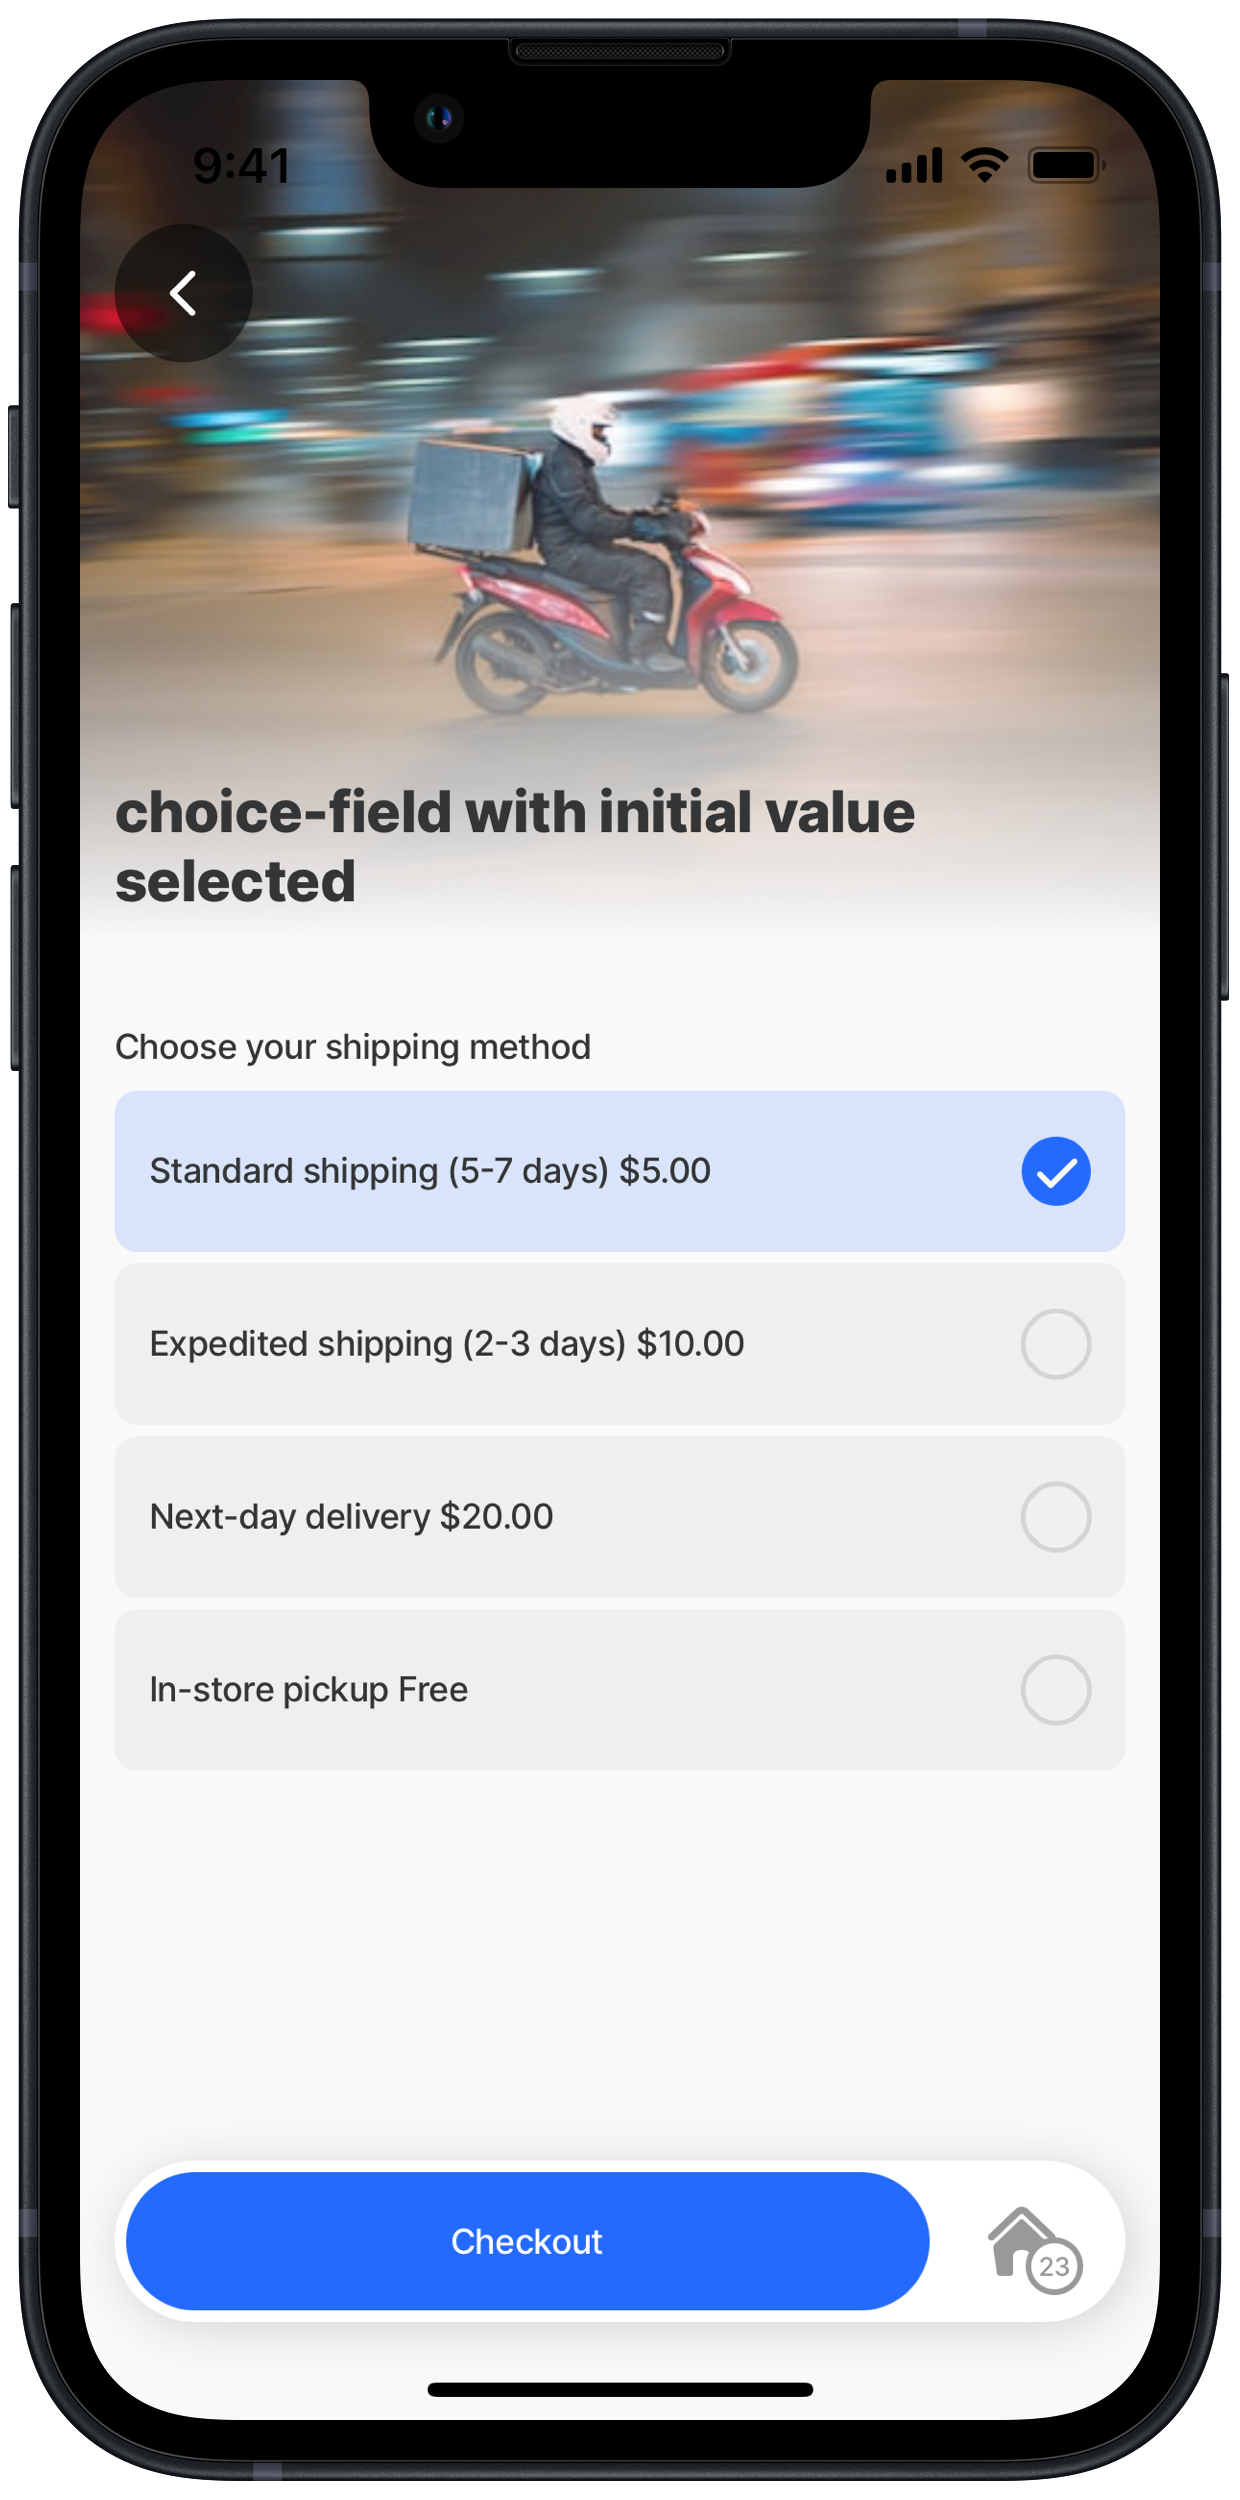 9:41
choice-field with initial value
selected
Choose your shipping method
Standard shipping (5-7 days) $5.00
Expedited shipping (2-3 days) $10.00
Next-day delivery $20.00
In-store pickup Free
Checkout
23